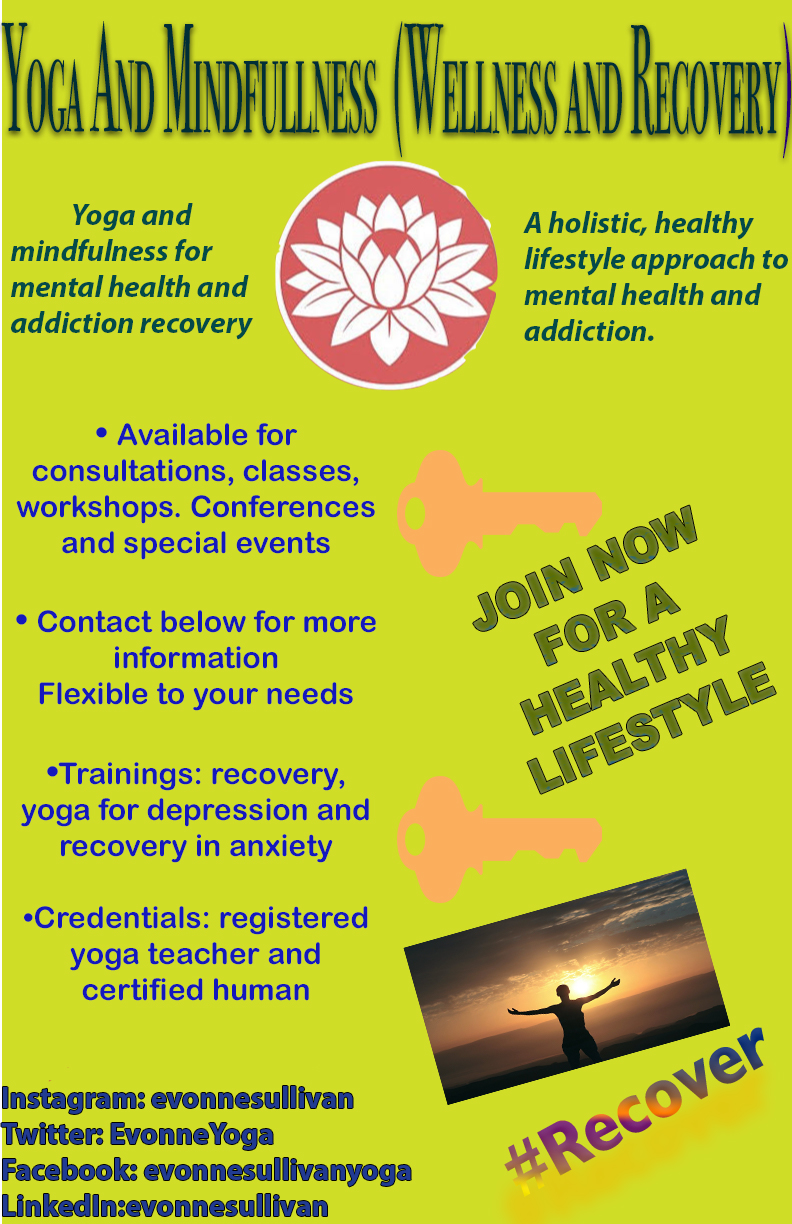 Yoga And Mindfullness (Wellness and Recovery)
Yoga and
mindfulness for
mental health and
addiction recovery
A holistic, healthy
lifestyle approach to
mental health and
addiction.
• Available for
consultations, classes,
workshops. Conferences
and special events
• Contact below for more
information
Flexible to your needs
•Trainings: recovery,
yoga for depression and
recovery in anxiety
•Credentials: registered
yoga teacher and
certified human
JOIN NOW
FOR A
HEALTHY
LIFESTYLE
#Recover
Instagram: evonnesullivan
Twitter: EvonneYoga
Facebook: evonnesullivanyoga
LinkedIn:evonnesullivan